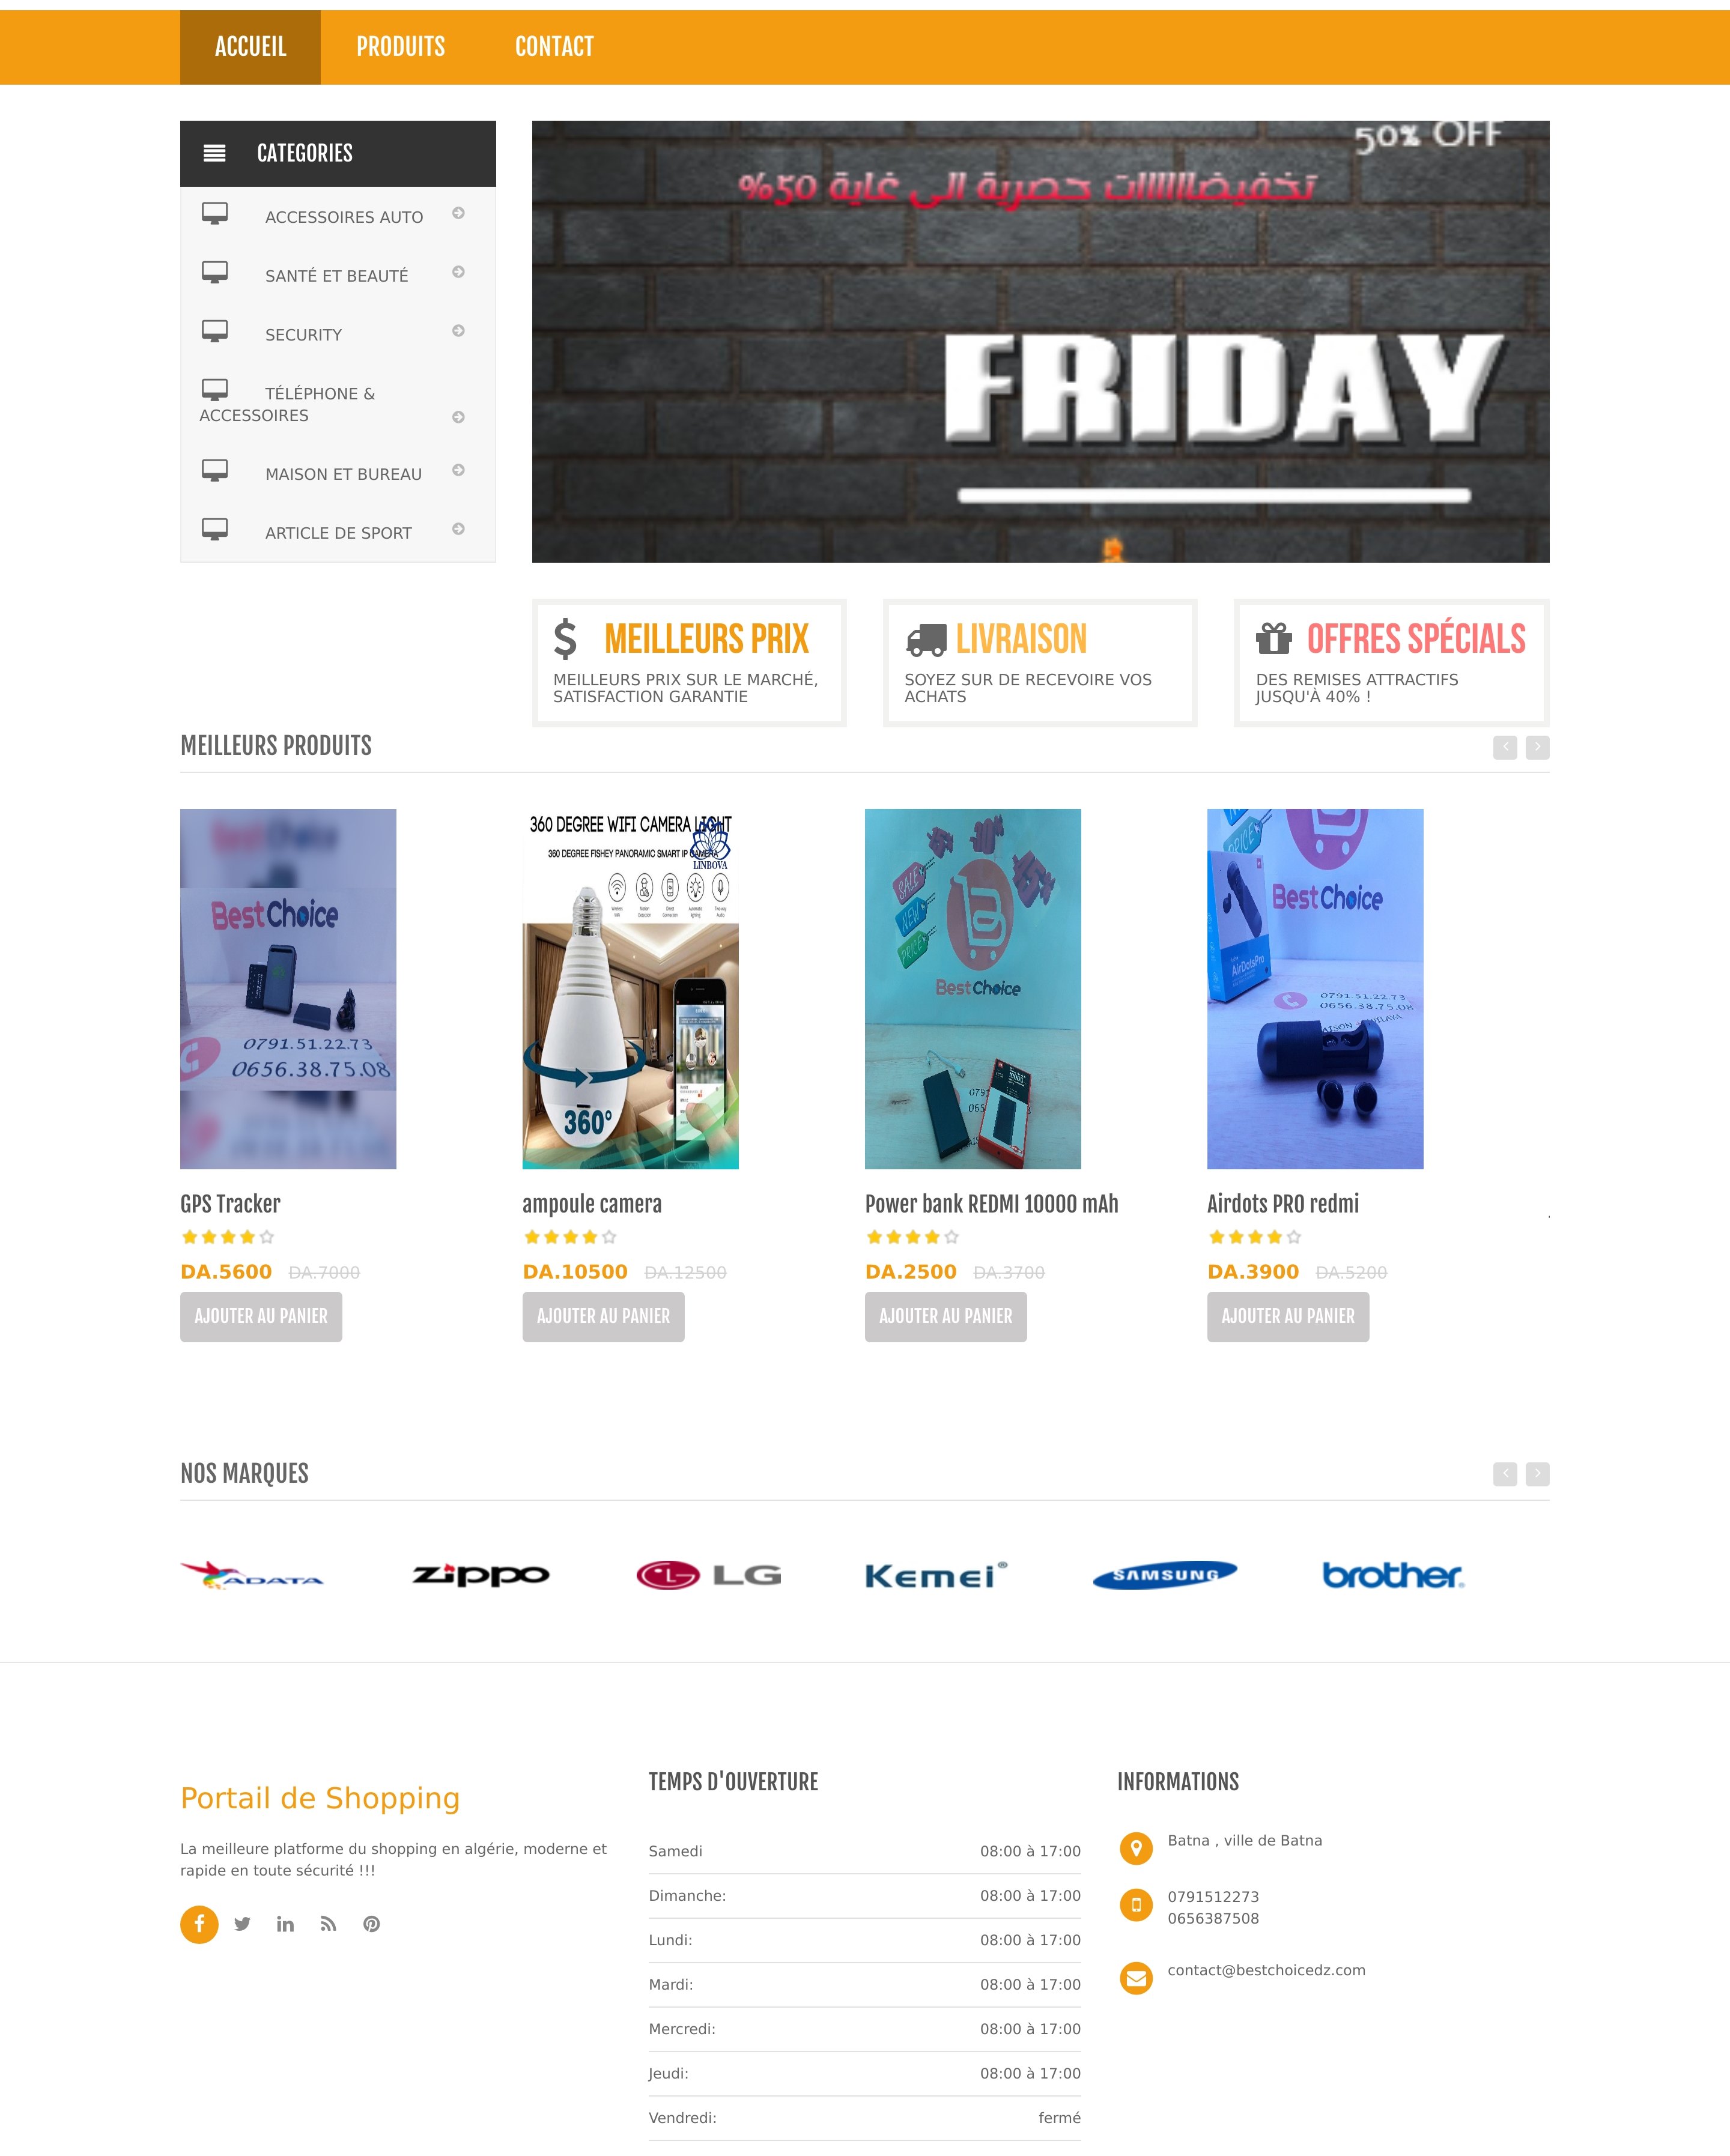 ACCUEIL PRODUITS CONTACT
CATEGORIES
ACCESSOIRES AUTO
SANTÉ ET BEAUTÉ
SECURITY
TÉLÉPHONE &
ACCESSOIRES
MAISON ET BUREAU
ARTICLE DE SPORT
50% OFF
تخفيضاااااات حصرية الى غاية 50%
FRIDAY
MEILLEURS PRIX
MEILLEURS PRIX SUR LE MARCHÉ,
SATISFACTION GARANTIE
LIVRAISON
SOYEZ SUR DE RECEVOIRE VOS
ACHATS
OFFRES SPÉCIALS
DES REMISES ATTRACTIFS
JUSQU'À 40% !
MEILLEURS PRODUITS
BestChoice
0791.51.22.73
0656.38.75.08
GPS Tracker
DA.5600 DA.7000
AJOUTER AU PANIER
360 DEGREE WIFI CAMERA LIGHT
360 DEGREE FISHEY PANORAMIC SMART IP CAMERA
LINBOVA
360°
ampoule camera
DA.10500 DA.12500
AJOUTER AU PANIER
SALE
NEW
PRICE
BestChoice
Power bank REDMI 10000 mAh
DA.2500 DA.3700
AJOUTER AU PANIER
PRICE
BestChoice
AirDotsPro
0791.51.22.73
0656.38.75.08
Airdots PRO redmi
DA.3900 DA.5200
AJOUTER AU PANIER
NOS MARQUES
ADATA
zippo
LG
Kemei®
SAMSUNG
brother
Portail de Shopping
La meilleure platforme du shopping en algérie, moderne et
rapide en toute sécurité !!!
TEMPS D'OUVERTURE
Samedi 08:00 à 17:00
Dimanche: 08:00 à 17:00
Lundi: 08:00 à 17:00
Mardi: 08:00 à 17:00
Mercredi: 08:00 à 17:00
Jeudi: 08:00 à 17:00
Vendredi: fermé
INFORMATIONS
Batna , ville de Batna
0791512273
0656387508
contact@bestchoicedz.com